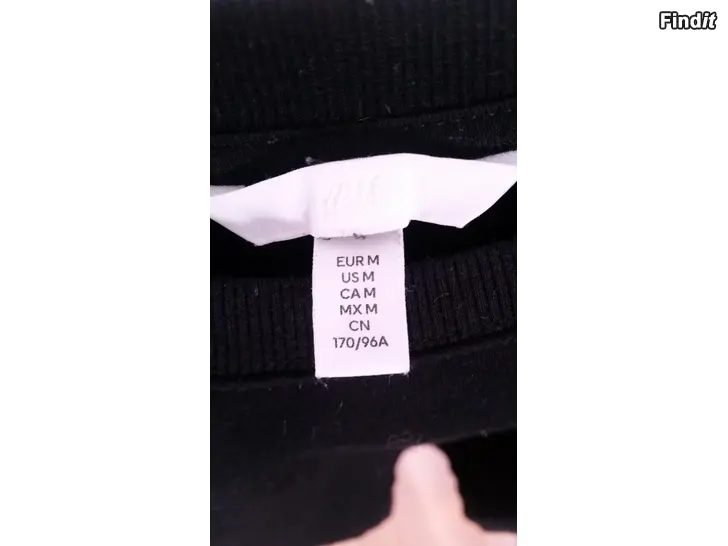 Findit
H&M
EUR M
US M
CA M
MX M
CN
170/96A